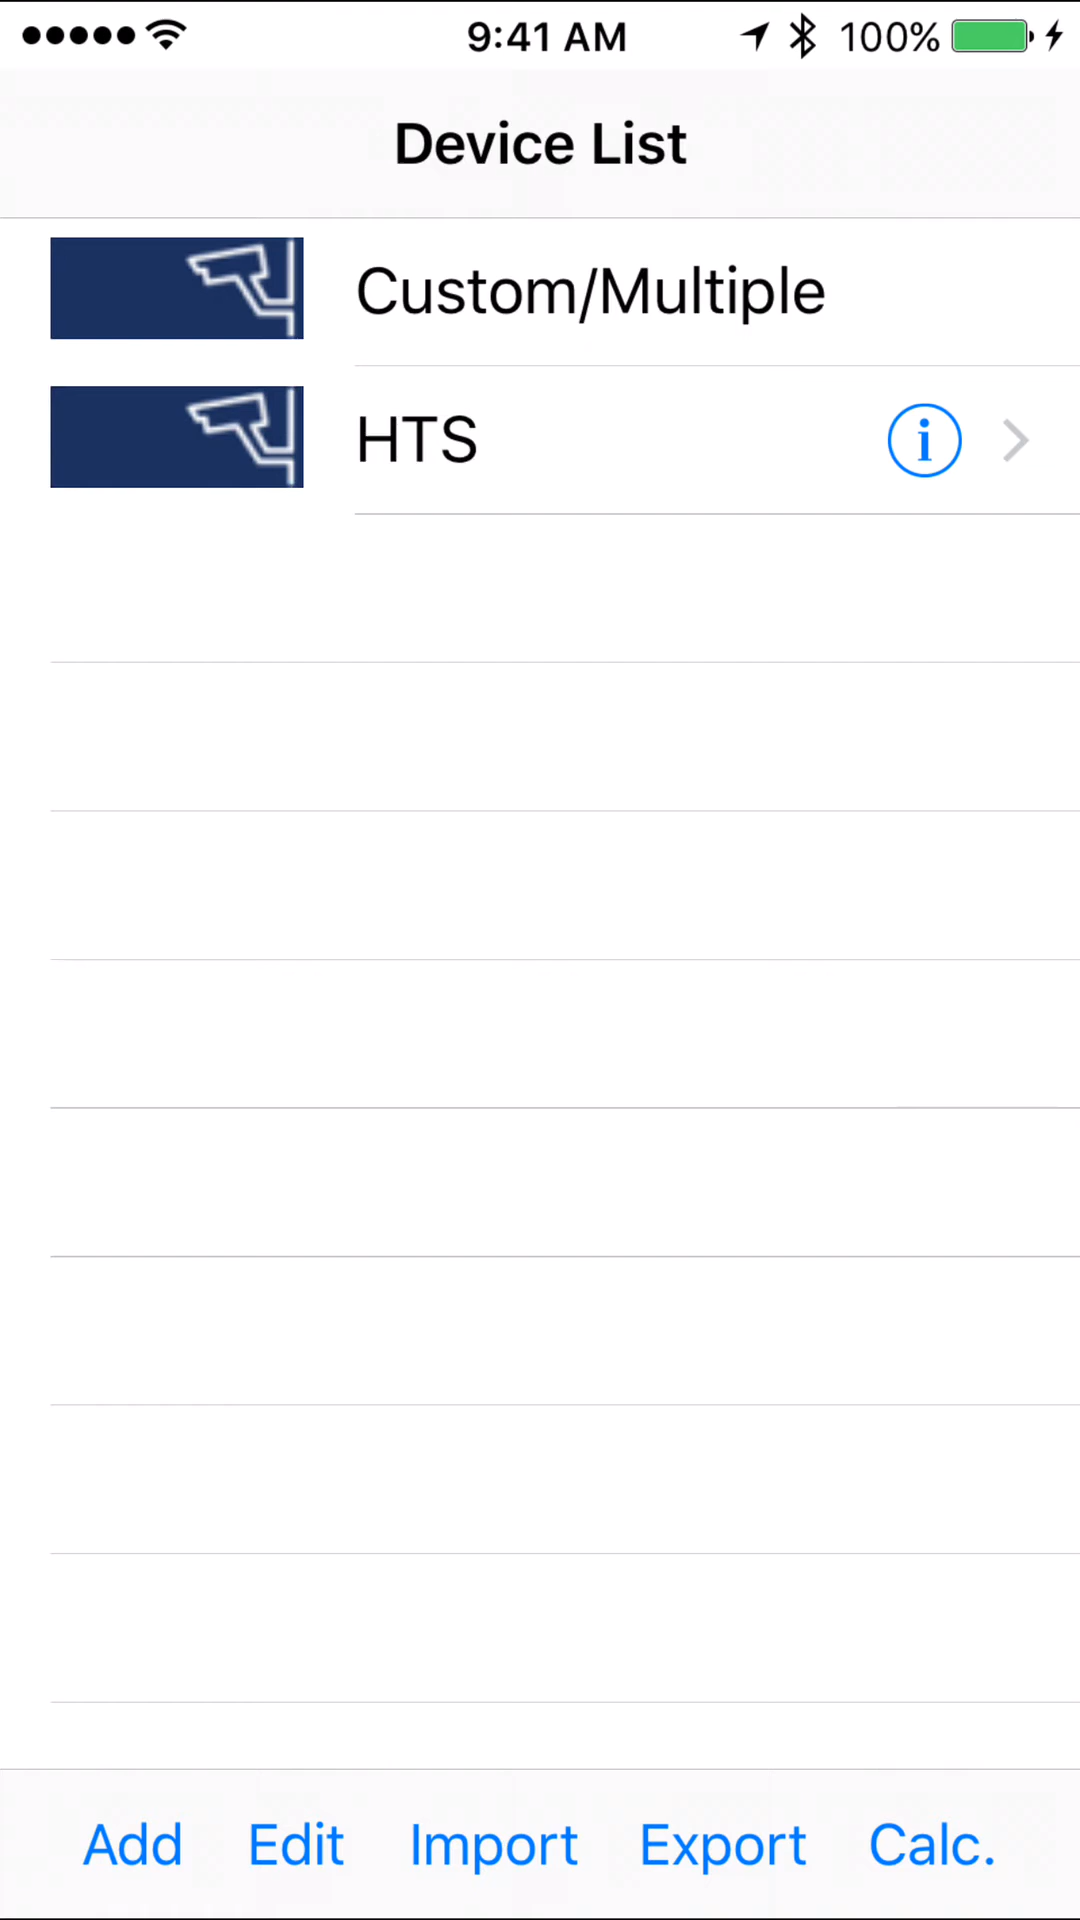 9:41 AM 100%
Device List
Custom/Multiple
HTS
Add Edit Import Export Calc.